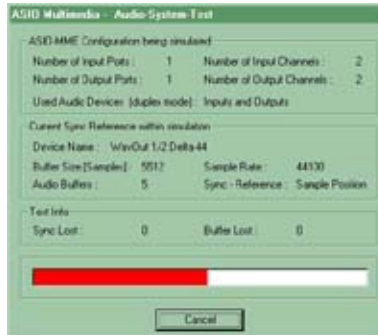 ASIO Multimedia - Audio-System-Test
ASIO-MME Configuration being simulated
Number of Input Ports : 1 Number of Input Channels : 2
Number of Output Ports : 1 Number of Output Channels : 2
Used Audio Devices (duplex mode) : Inputs and Outputs
Current Sync Reference within simulation
Device Name : WavOut 1/2 Delta-44
Buffer Size [Samples] : 5512 Sample Rate : 44100
Audio Buffers : 5 Sync - Reference : Sample Position
Test Info
Sync Lost : 0 Buffer Lost : 0
Cancel